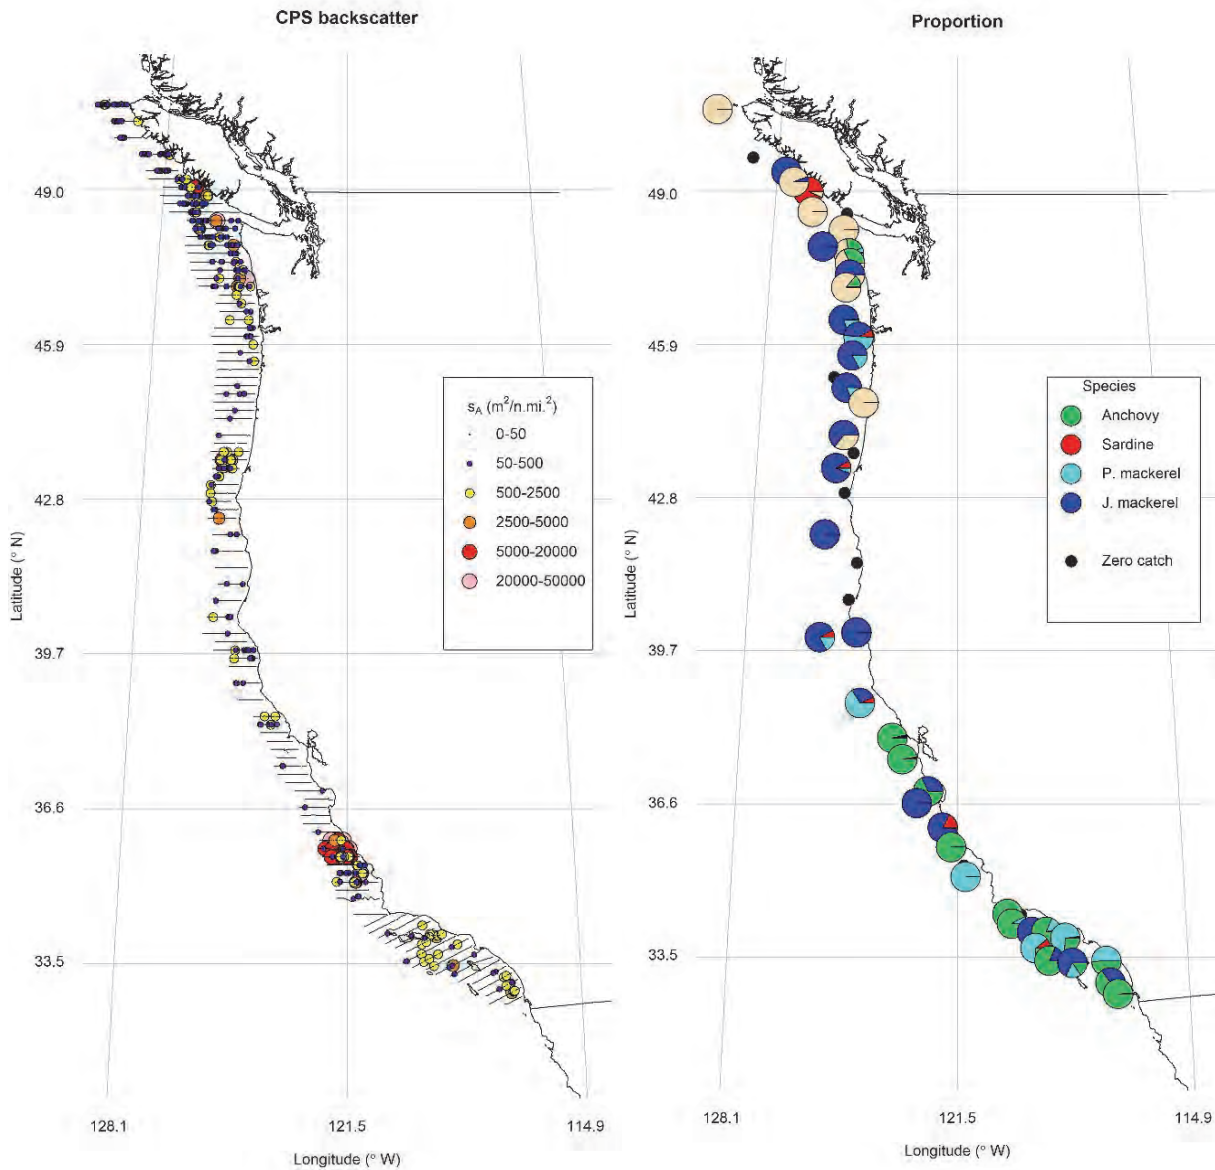 CPS backscatter
Proportion
49.0
45.9
42.8
39.7
36.6
33.5
Latitude (° N)
128.1
121.5
114.9
Longitude (° W)
s_A (m²/n.mi.²)
0-50
50-500
500-2500
2500-5000
5000-20000
20000-50000
49.0
45.9
42.8
39.7
36.6
33.5
Latitude (° N)
128.1
121.5
114.9
Longitude (° W)
Species
Anchovy
Sardine
P. mackerel
J. mackerel
Zero catch